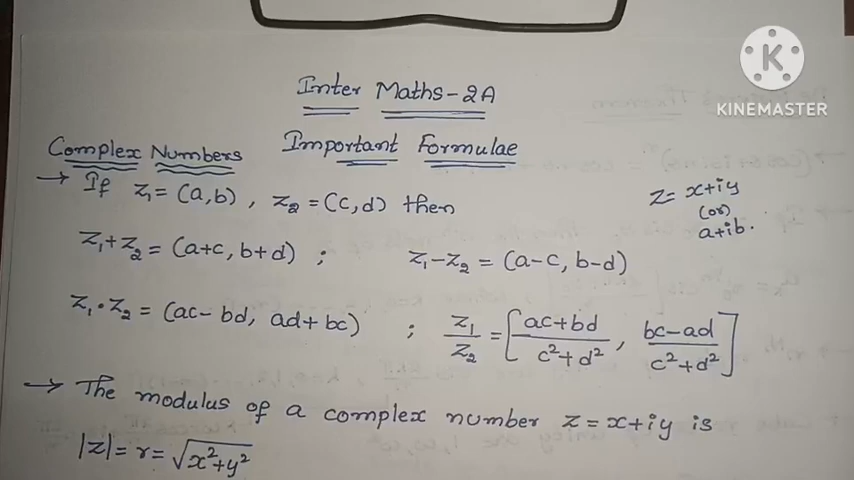 KINEMASTER
Inter Maths-2A
Important Formulae
Complex Numbers
→ If z₁ = (a,b) , z₂ = (c,d) then
z = x+iy
(or)
a+ib.
z₁+z₂ = (a+c, b+d) ; z₁-z₂ = (a-c, b-d)
z₁·z₂ = (ac-bd, ad+bc) ; z₁/z₂ = [ac+bd/c²+d² , bc-ad/c²+d²]
→ The modulus of a complex number z = x+iy is
|z| = r = √x²+y²